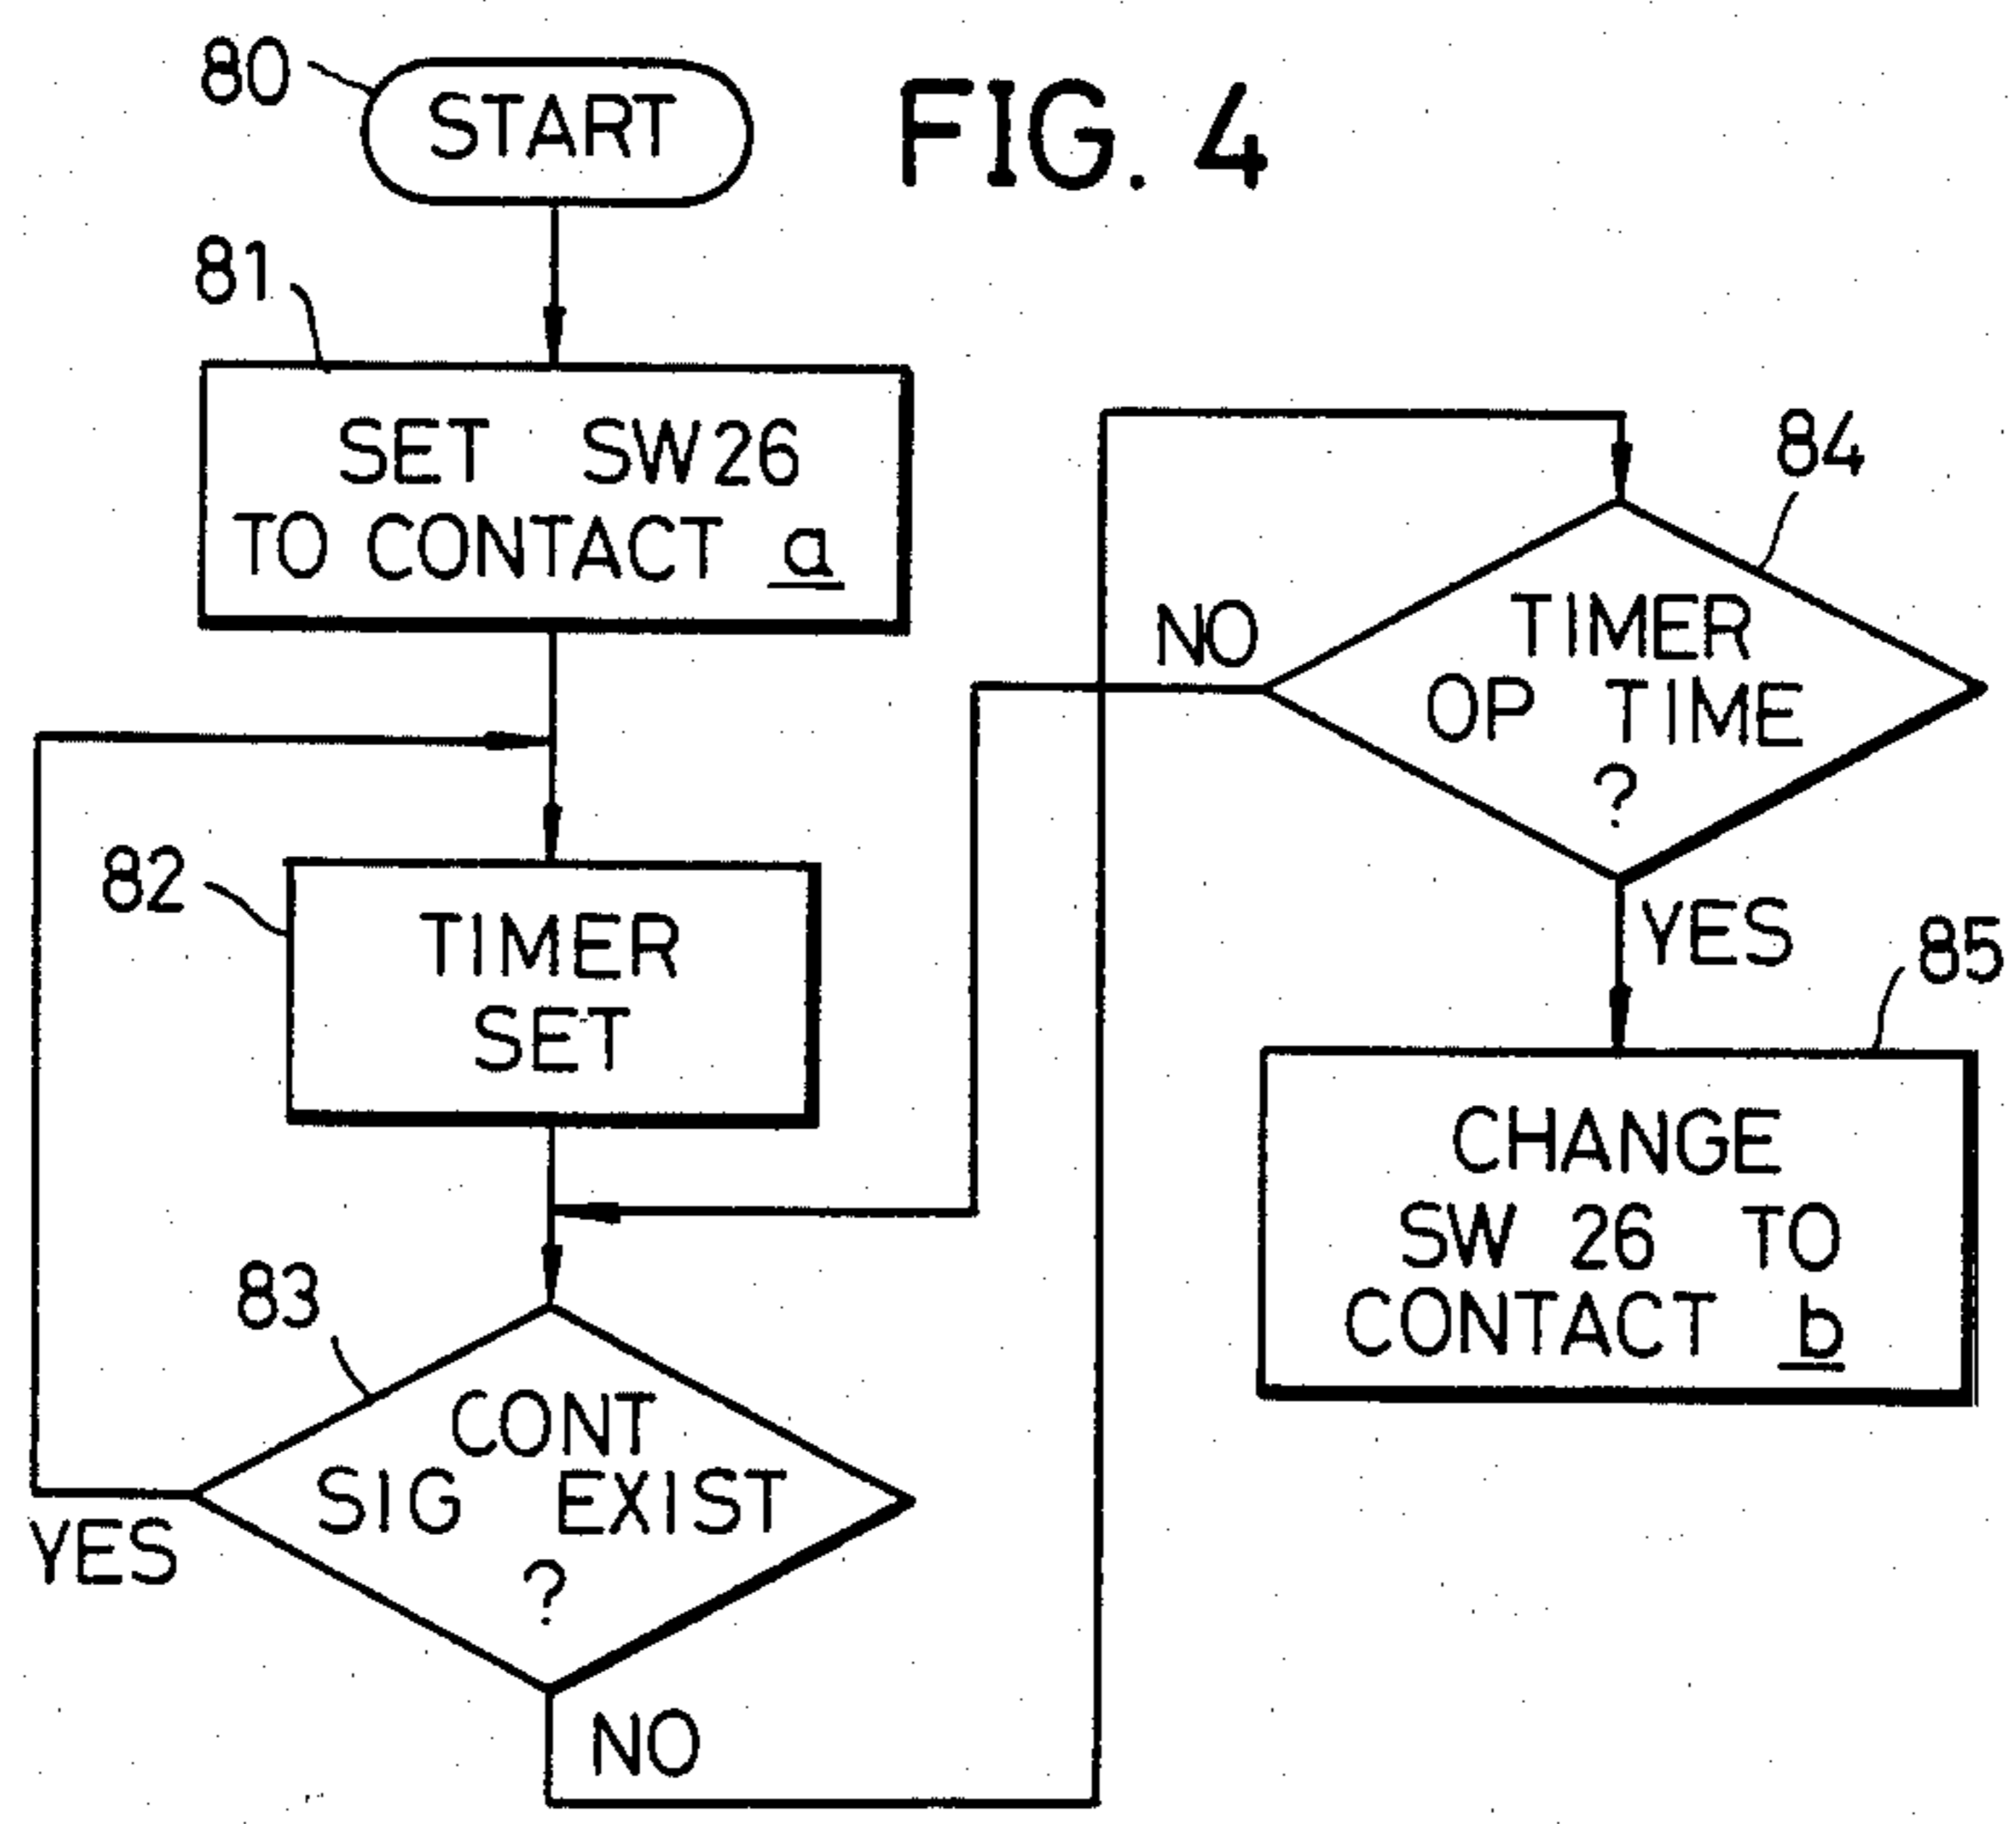 FIG. 4
80
START
81
SET SW26
TO CONTACT a
82
TIMER
SET
83
CONT
SIG EXIST
?
YES
NO
84
TIMER
OP TIME
?
NO
YES
85
CHANGE
SW 26 TO
CONTACT b